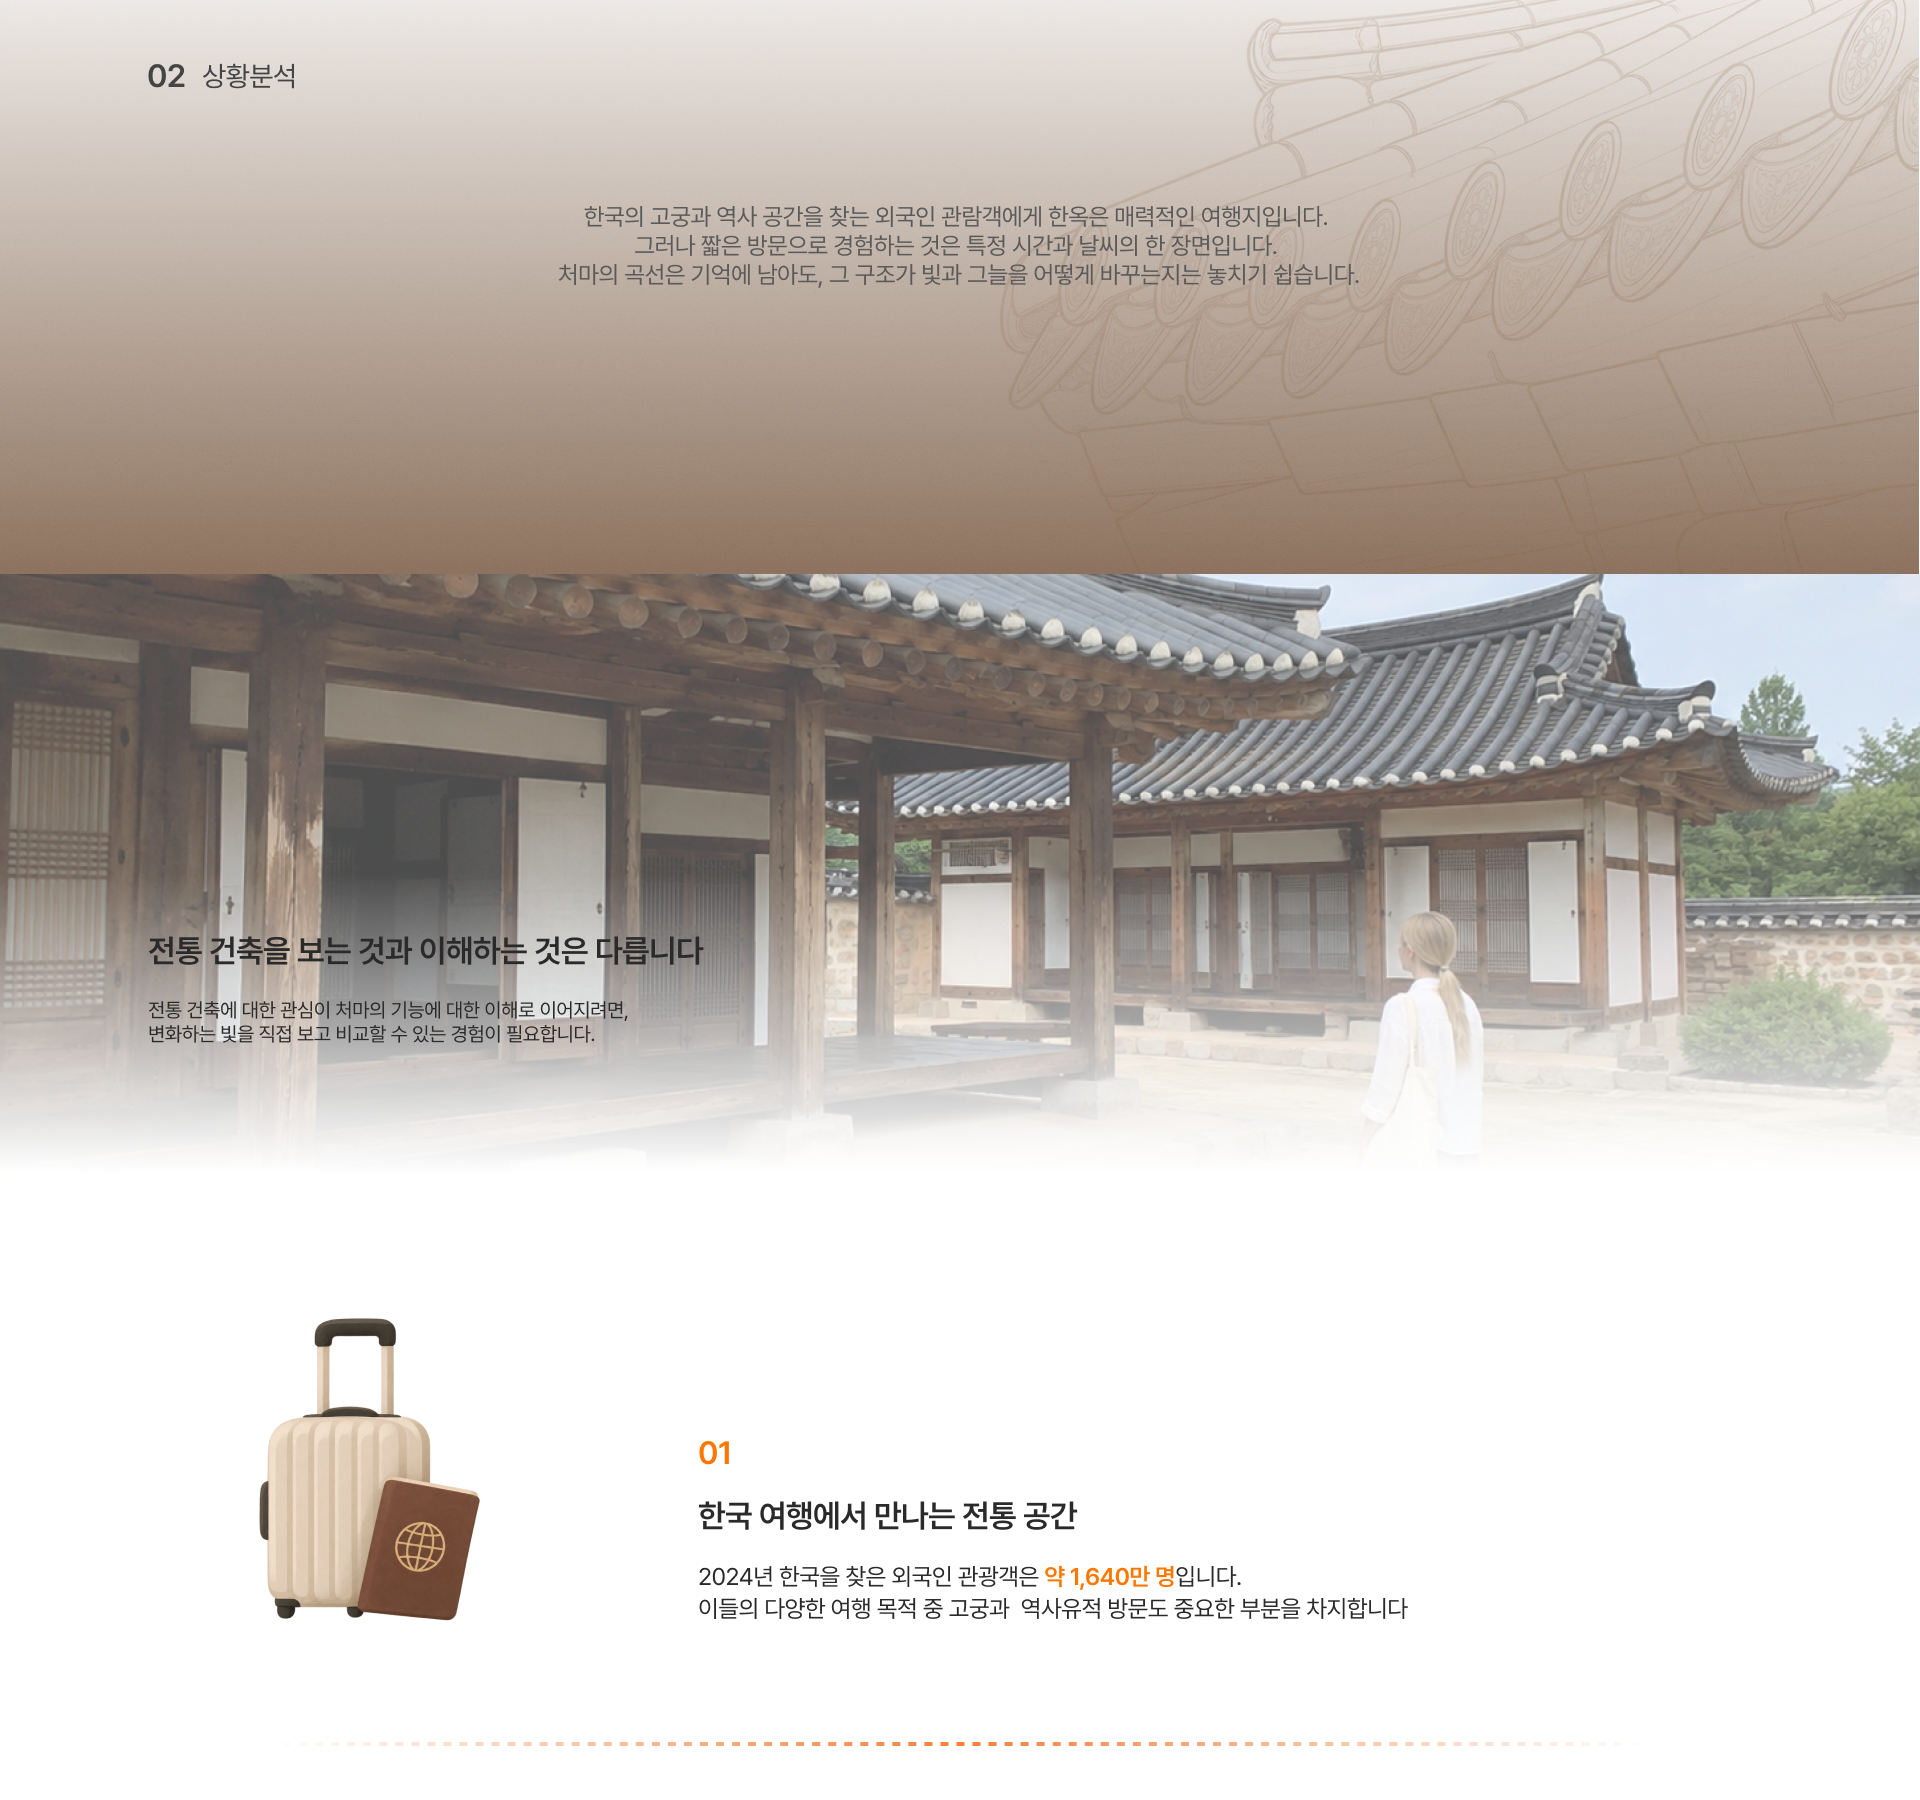 02 상황분석
한국의 고궁과 역사 공간을 찾는 외국인 관람객에게 한옥은 매력적인 여행지입니다.
그러나 짧은 방문으로 경험하는 것은 특정 시간과 날씨의 한 장면입니다.
처마의 곡선은 기억에 남아도, 그 구조가 빛과 그늘을 어떻게 바꾸는지는 놓치기 쉽습니다.
전통 건축을 보는 것과 이해하는 것은 다릅니다
전통 건축에 대한 관심이 처마의 기능에 대한 이해로 이어지려면,
변화하는 빛을 직접 보고 비교할 수 있는 경험이 필요합니다.
01
한국 여행에서 만나는 전통 공간
2024년 한국을 찾은 외국인 관광객은 약 1,640만 명입니다.
이들의 다양한 여행 목적 중 고궁과  역사유적 방문도 중요한 부분을 차지합니다